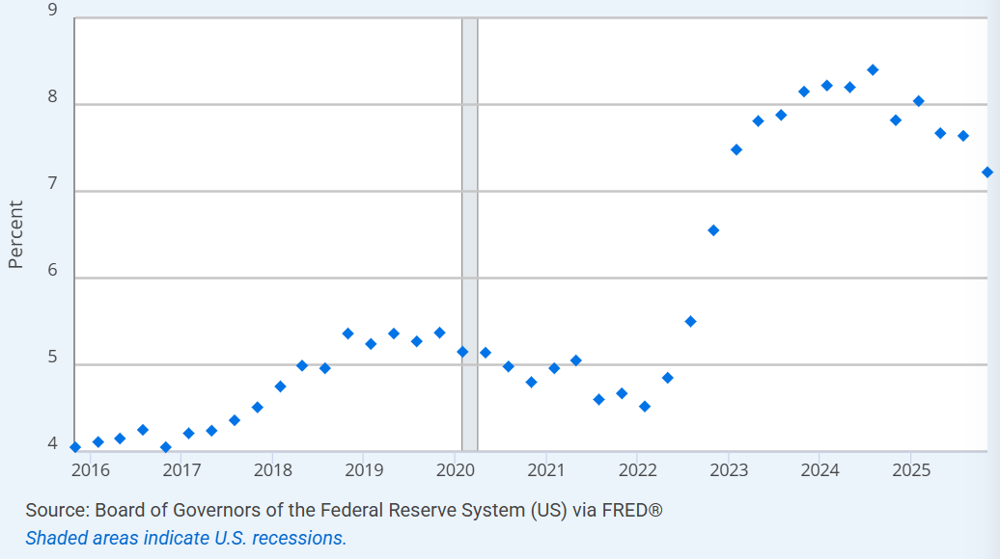 9
8
7
6
5
4
Percent
2016 2017 2018 2019 2020 2021 2022 2023 2024 2025
Source: Board of Governors of the Federal Reserve System (US) via FRED®
Shaded areas indicate U.S. recessions.